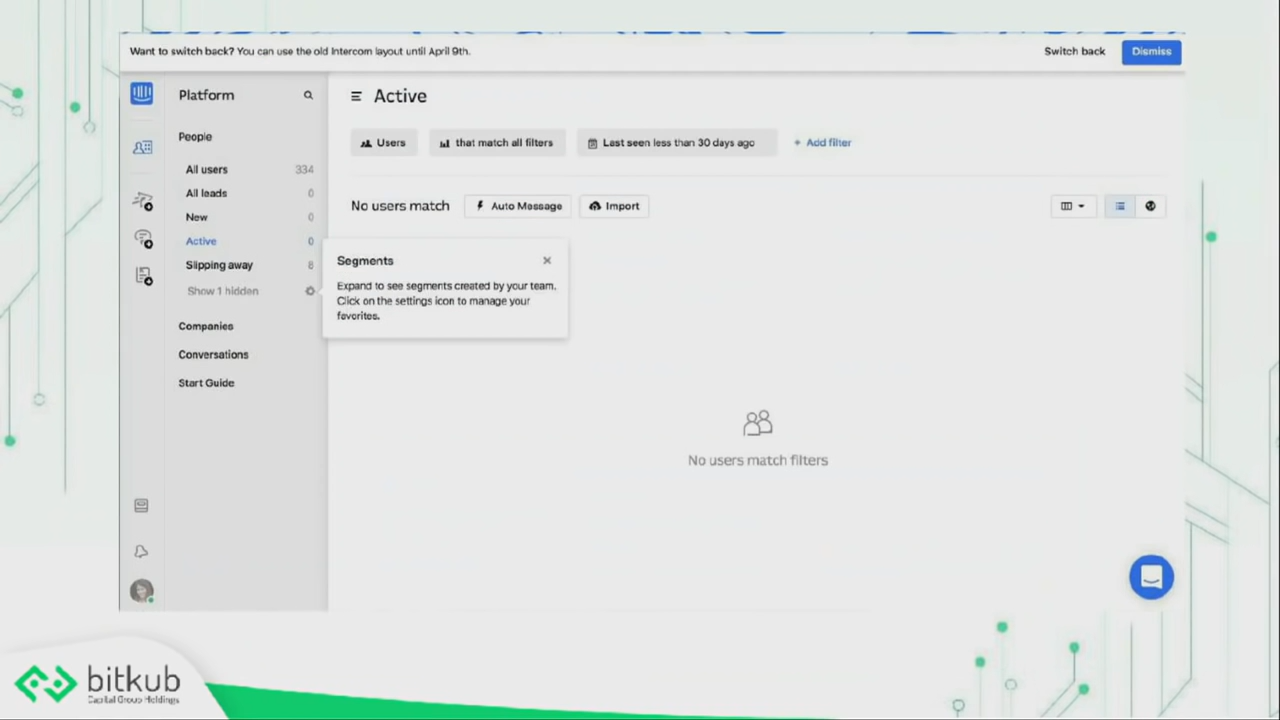 Want to switch back? You can use the old Intercom layout until April 9th.
Switch back
Dismiss
Platform
People
All users 334
All leads 0
New 0
Active 0
Slipping away 8
Show 1 hidden
Companies
Conversations
Start Guide
Active
Users
that match all filters
Last seen less than 30 days ago
+ Add filter
No users match
Auto Message
Import
Segments
Expand to see segments created by your team.
Click on the settings icon to manage your
favorites.
No users match filters
bitkub
Capital Group Holdings